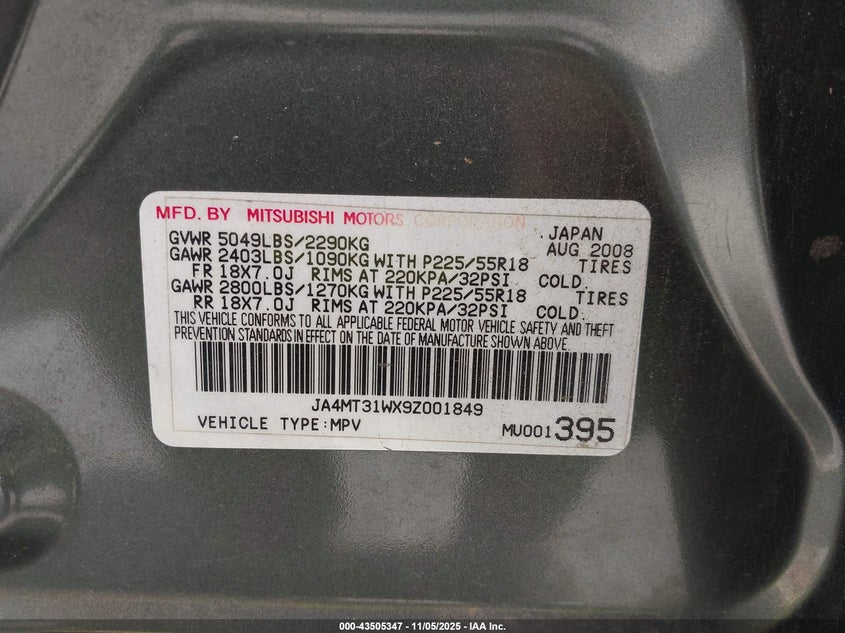 MFD. BY MITSUBISHI MOTORS CORPORATION
. JAPAN
GVWR 5049LBS/2290KG AUG 2008
GAWR 2403LBS/1090KG WITH P225/55R18 TIRES
FR 18X7.0J RIMS AT 220KPA/32PSI COLD.
GAWR 2800LBS/1270KG WITH P225/55R18 TIRES
RR 18X7.0J RIMS AT 220KPA/32PSI COLD.
THIS VEHICLE CONFORMS TO ALL APPLICABLE FEDERAL MOTOR VEHICLE SAFETY AND THEFT
PREVENTION STANDARDS IN EFFECT ON THE DATE OF MANUFACTURE SHOWN ABOVE.
JA4MT31WX9Z001849
VEHICLE TYPE:MPV MU001395
000-43505347 - 11/05/2025 - IAA Inc.